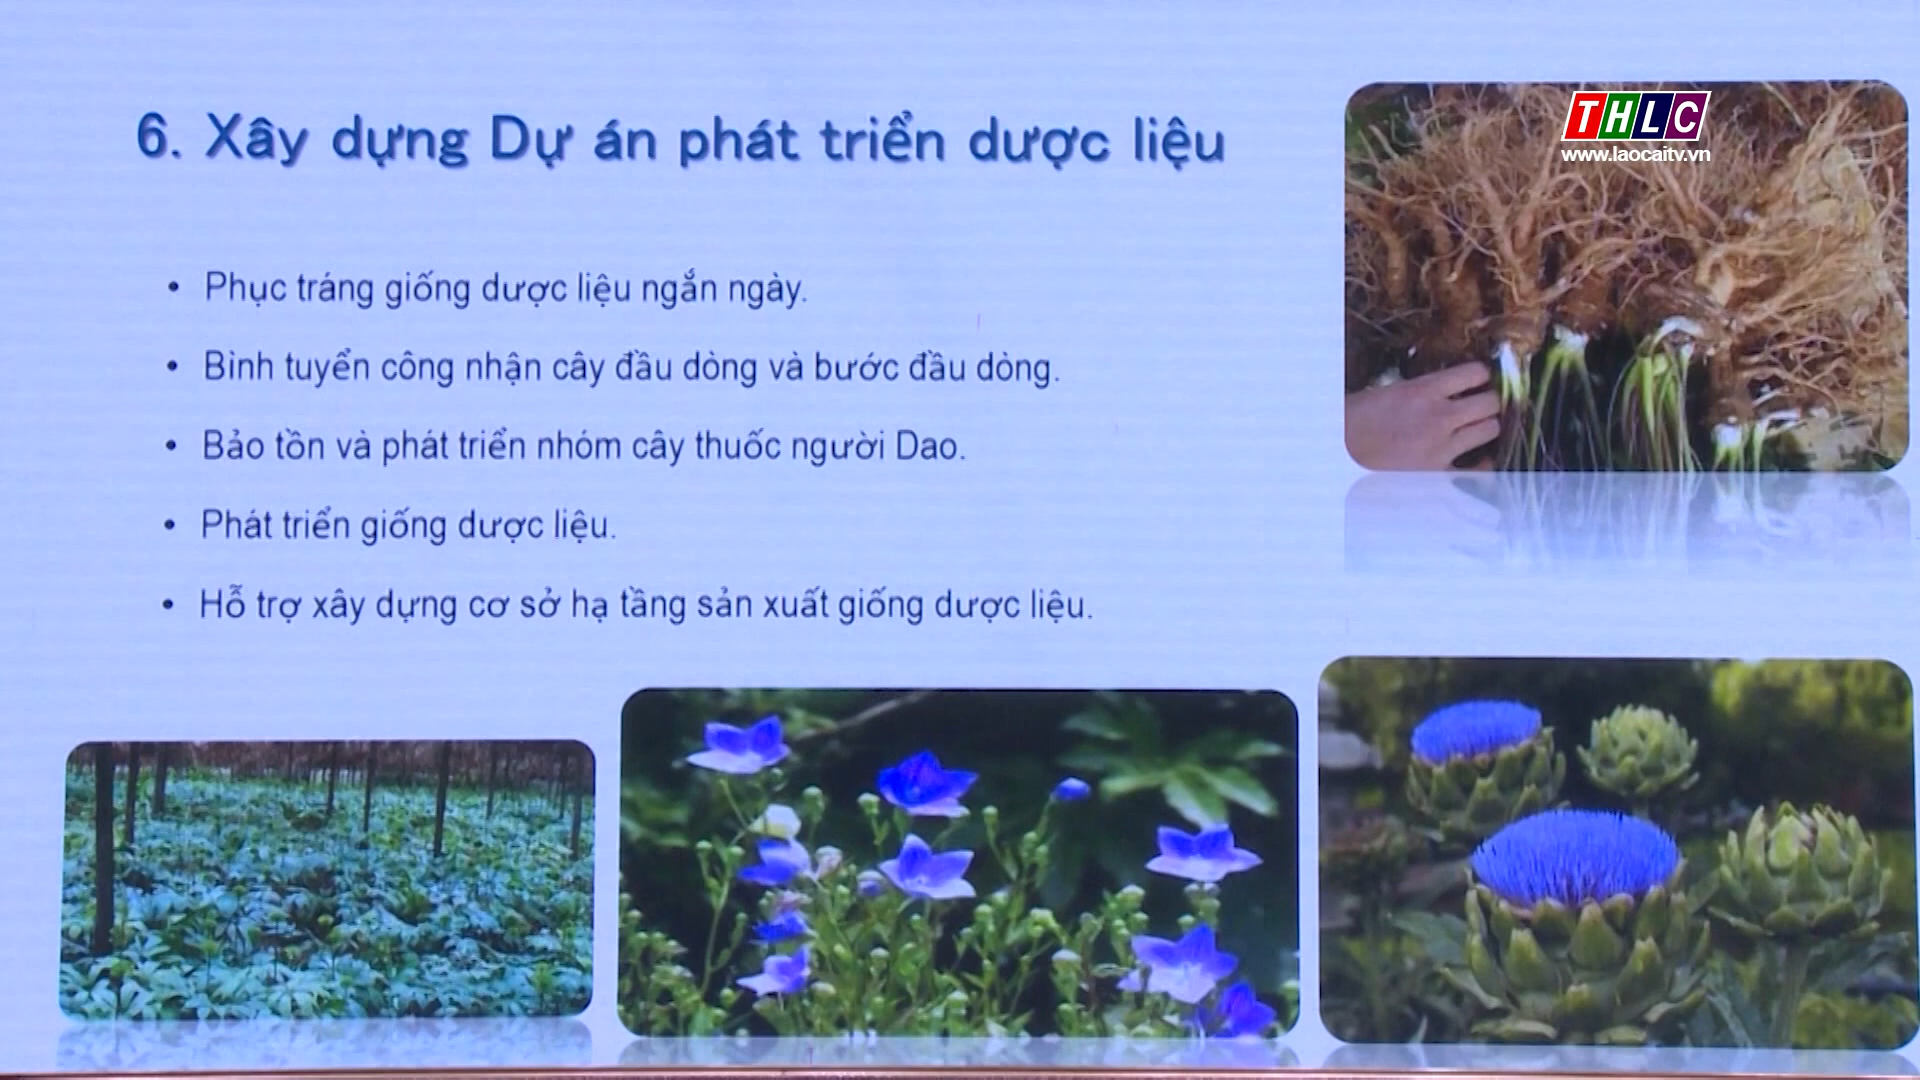 THLC
www.laocaitv.vn
6. Xây dựng Dự án phát triển dược liệu
• Phục tráng giống dược liệu ngắn ngày.
• Bình tuyển công nhận cây đầu dòng và bước đầu dòng.
• Bảo tồn và phát triển nhóm cây thuốc người Dao.
• Phát triển giống dược liệu.
• Hỗ trợ xây dựng cơ sở hạ tầng sản xuất giống dược liệu.